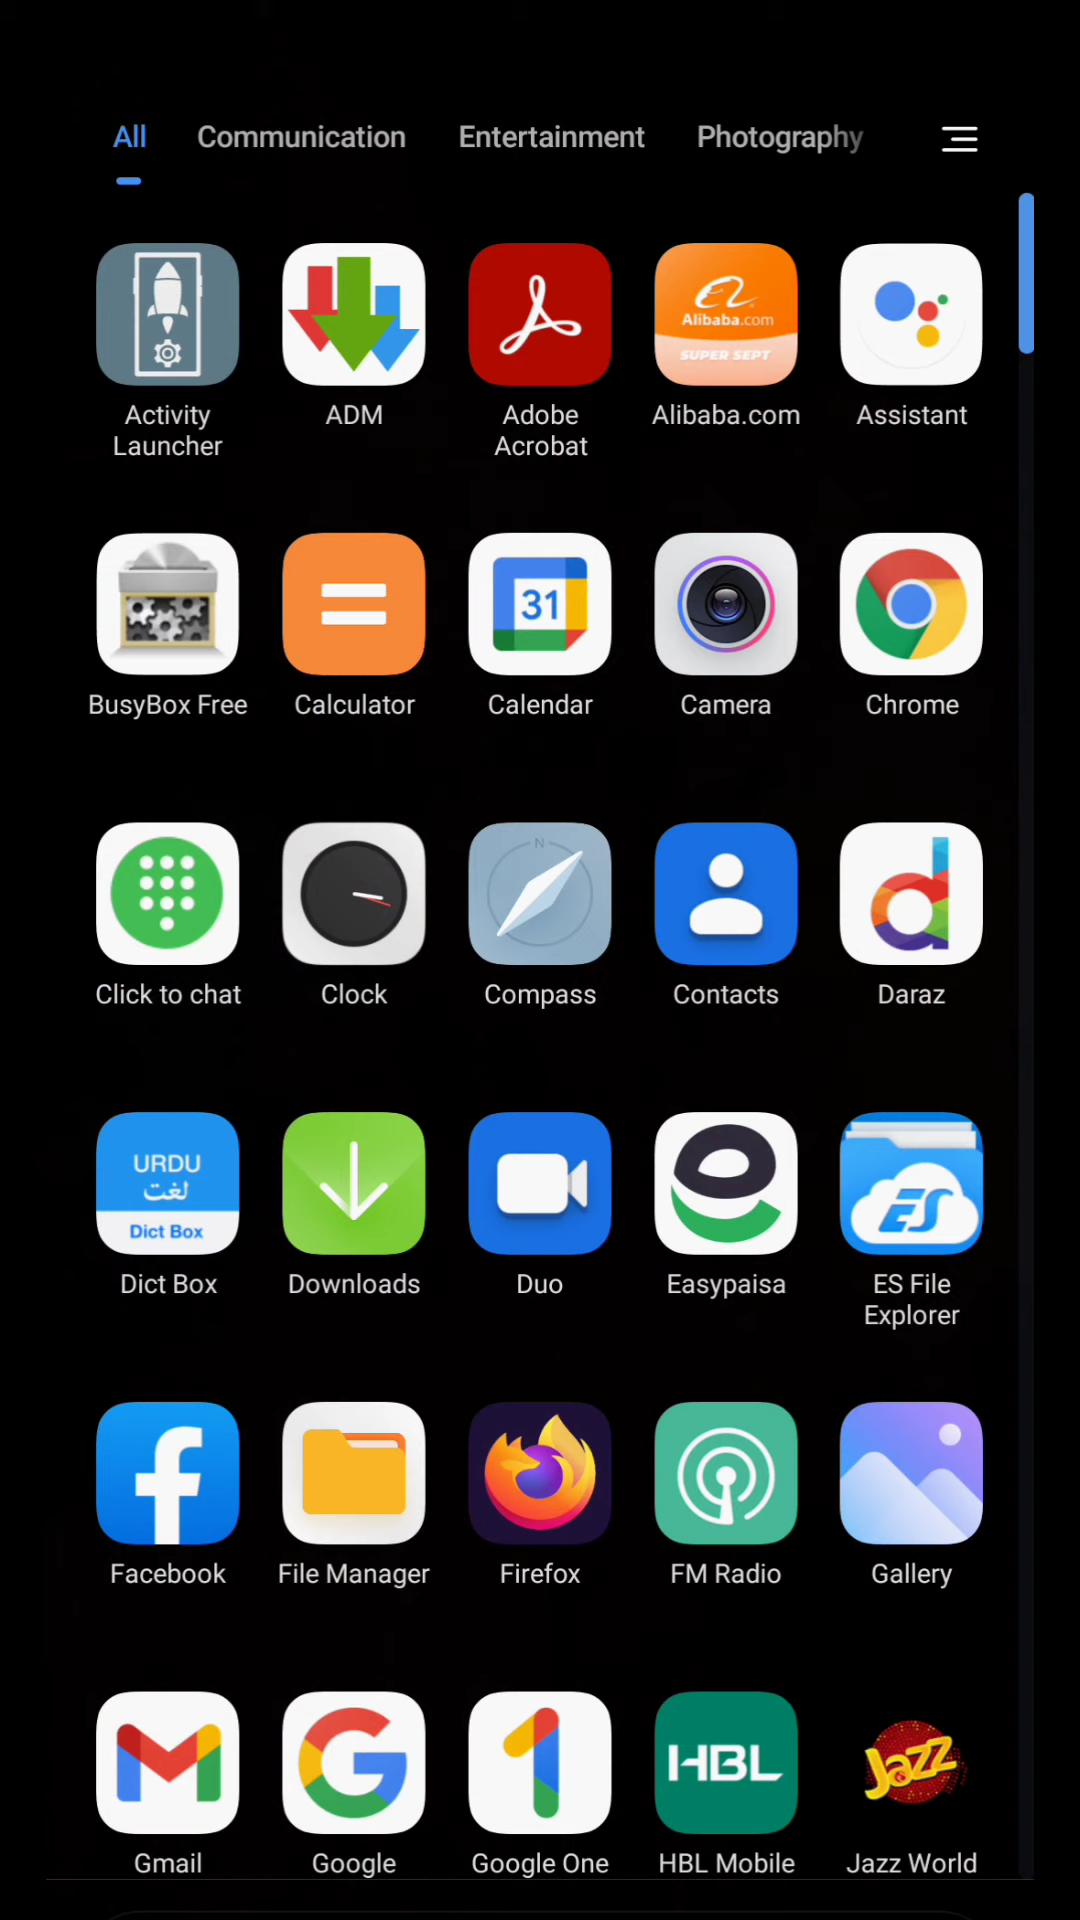 All Communication Entertainment Photography
Alibaba.com
SUPER SEPT
Activity Launcher
ADM
Adobe Acrobat
Alibaba.com
Assistant
31
BusyBox Free
Calculator
Calendar
Camera
Chrome
N
Click to chat
Clock
Compass
Contacts
Daraz
URDU
لغت
Dict Box
ES
Dict Box
Downloads
Duo
Easypaisa
ES File Explorer
Facebook
File Manager
Firefox
FM Radio
Gallery
HBL
Jazz
Gmail
Google
Google One
HBL Mobile
Jazz World